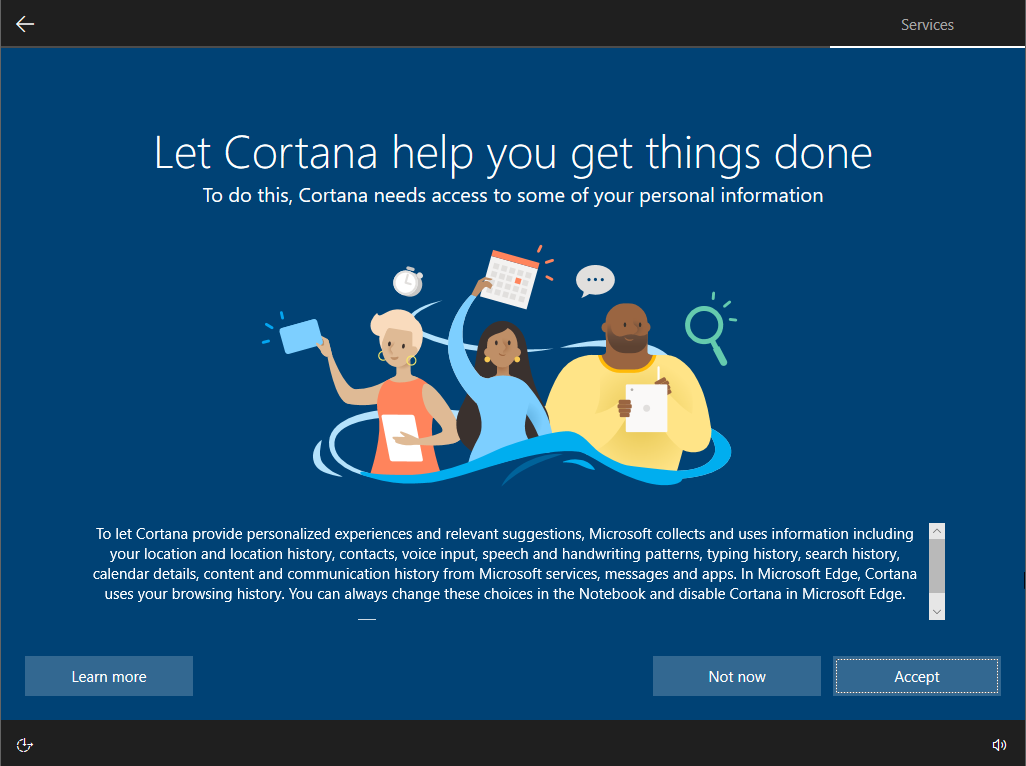 Services
Let Cortana help you get things done
To do this, Cortana needs access to some of your personal information
To let Cortana provide personalized experiences and relevant suggestions, Microsoft collects and uses information including
your location and location history, contacts, voice input, speech and handwriting patterns, typing history, search history,
calendar details, content and communication history from Microsoft services, messages and apps. In Microsoft Edge, Cortana
uses your browsing history. You can always change these choices in the Notebook and disable Cortana in Microsoft Edge.
Learn more
Not now
Accept